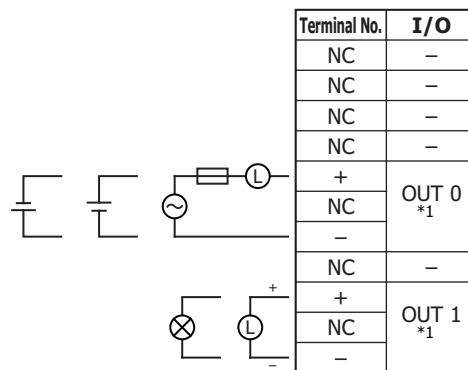 Terminal No. I/O
NC –
NC –
NC –
NC –
L + OUT 0
NC *1
–
NC –
+ + OUT 1
L NC *1
– –